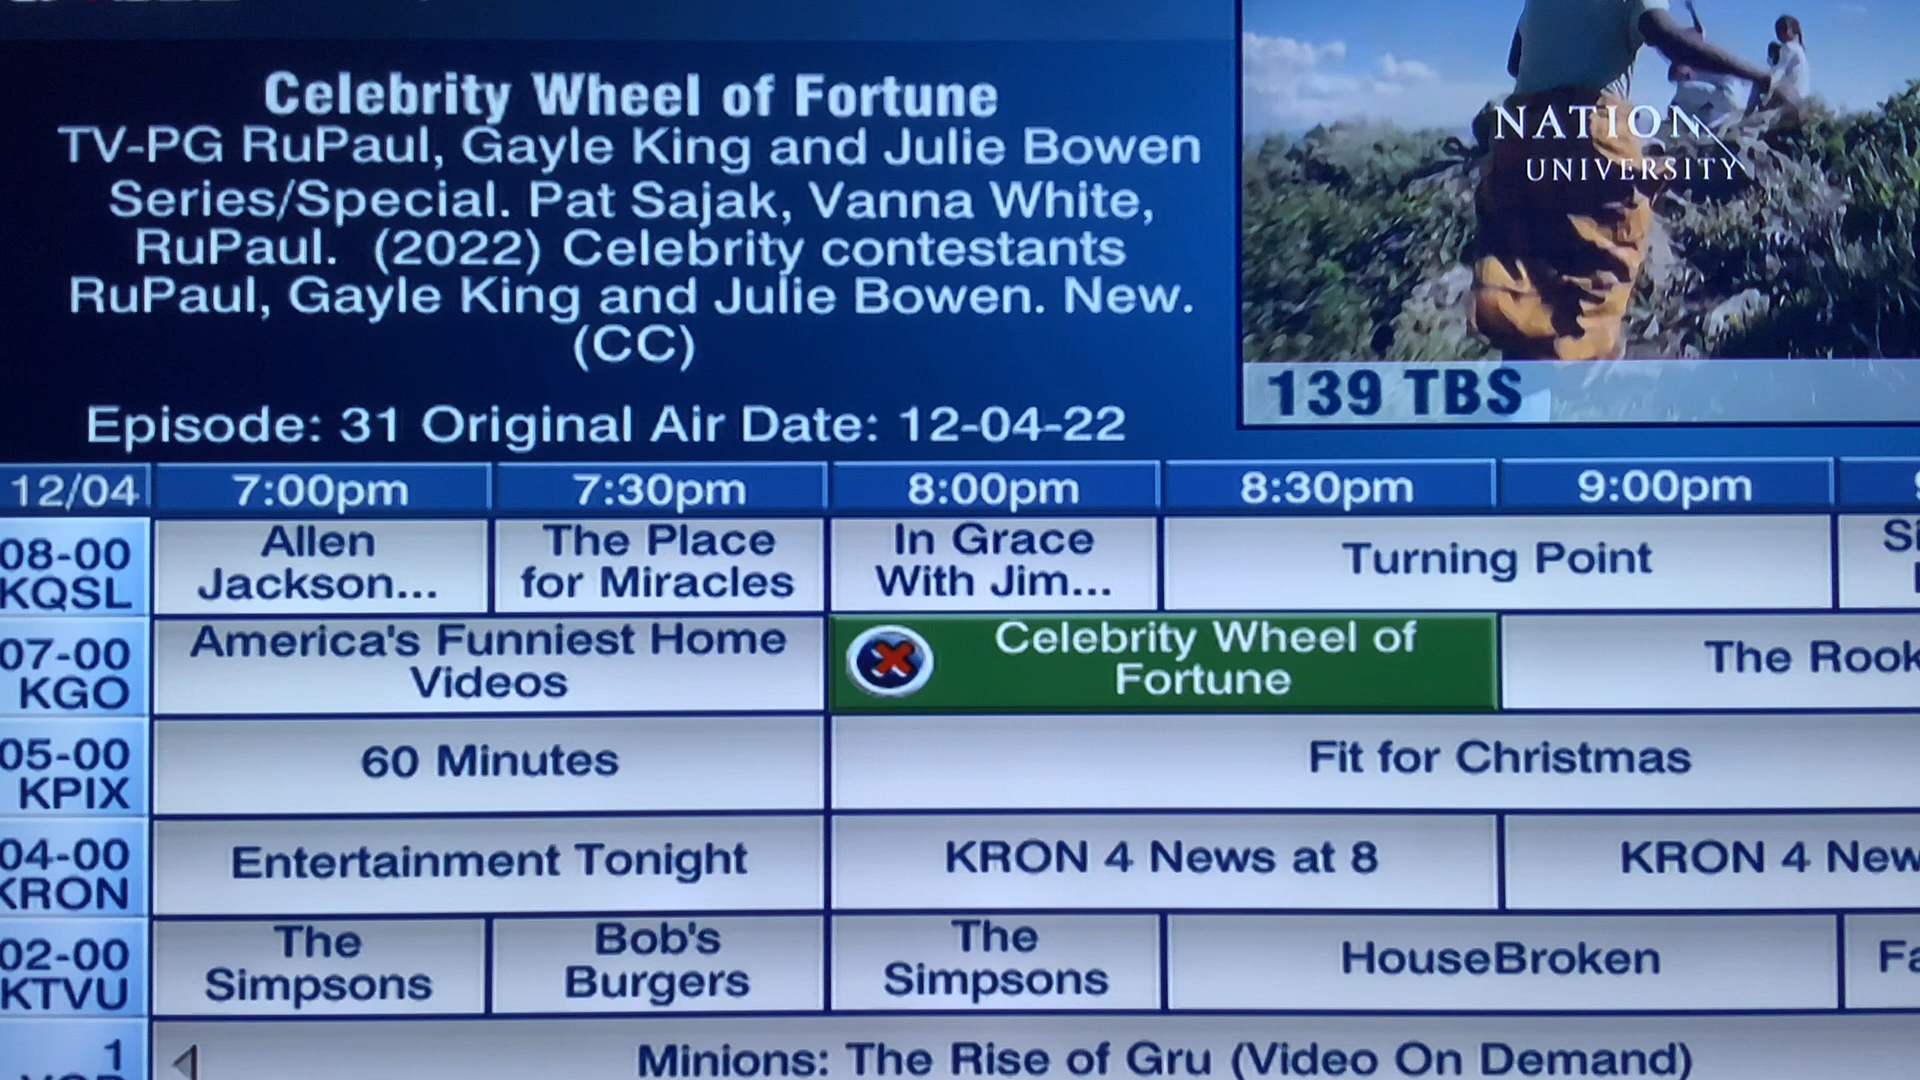 Celebrity Wheel of Fortune
TV-PG RuPaul, Gayle King and Julie Bowen
Series/Special. Pat Sajak, Vanna White,
RuPaul. (2022) Celebrity contestants
RuPaul, Gayle King and Julie Bowen. New.
(CC)
Episode: 31 Original Air Date: 12-04-22
NATION
UNIVERSITY
139 TBS
12/04 7:00pm 7:30pm 8:00pm 8:30pm 9:00pm
08-00
KQSL
Allen
Jackson...
The Place
for Miracles
In Grace
With Jim...
Turning Point
07-00
KGO
America's Funniest Home
Videos
Celebrity Wheel of
Fortune
The Rook
05-00
KPIX
60 Minutes
Fit for Christmas
04-00
KRON
Entertainment Tonight
KRON 4 News at 8
KRON 4 New
02-00
KTVU
The
Simpsons
Bob's
Burgers
The
Simpsons
HouseBroken
Fa
1
Minions: The Rise of Gru (Video On Demand)